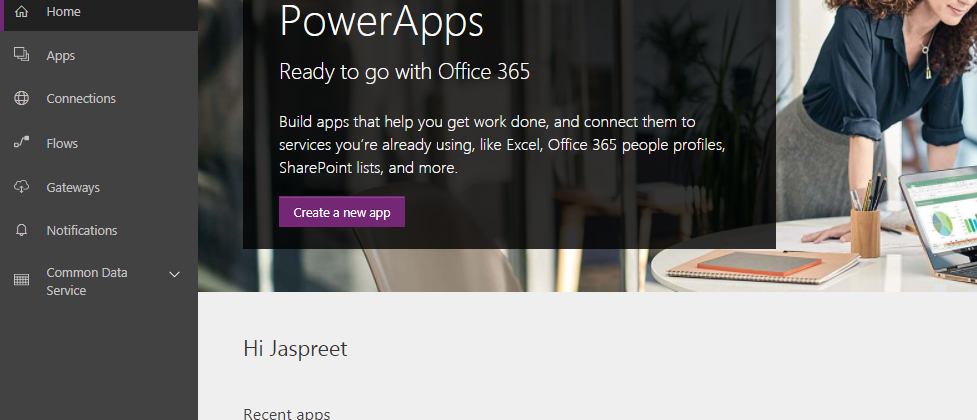 Home
Apps
Connections
Flows
Gateways
Notifications
Common Data
Service
PowerApps
Ready to go with Office 365
Build apps that help you get work done, and connect them to
services you're already using, like Excel, Office 365 people profiles,
SharePoint lists, and more.
Create a new app
Hi Jaspreet
Recent apps